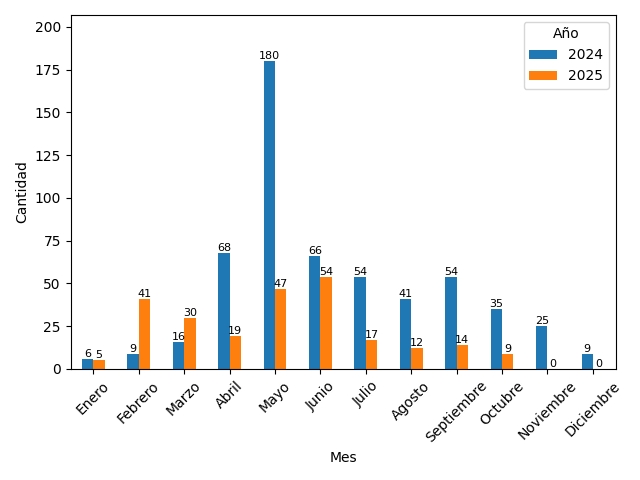 Año
2024
2025
Cantidad
200
175
150
125
100
75
50
25
0
6 5
9 41
16 30
68 19
180 47
66 54
54 17
41 12
54 14
35 9
25 0
9 0
Enero
Febrero
Marzo
Abril
Mayo
Junio
Julio
Agosto
Septiembre
Octubre
Noviembre
Diciembre
Mes